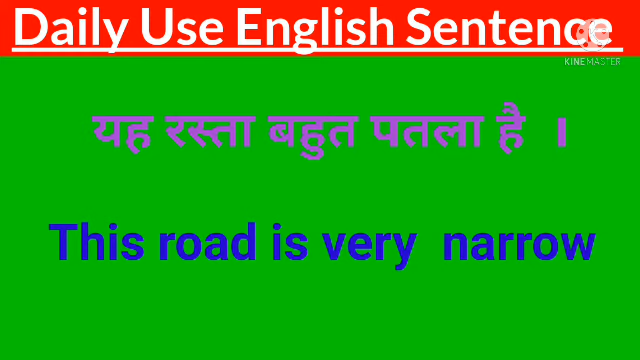 Daily Use English Sentence
KINEMASTER
यह रस्ता बहुत पतला है ।
This road is very narrow